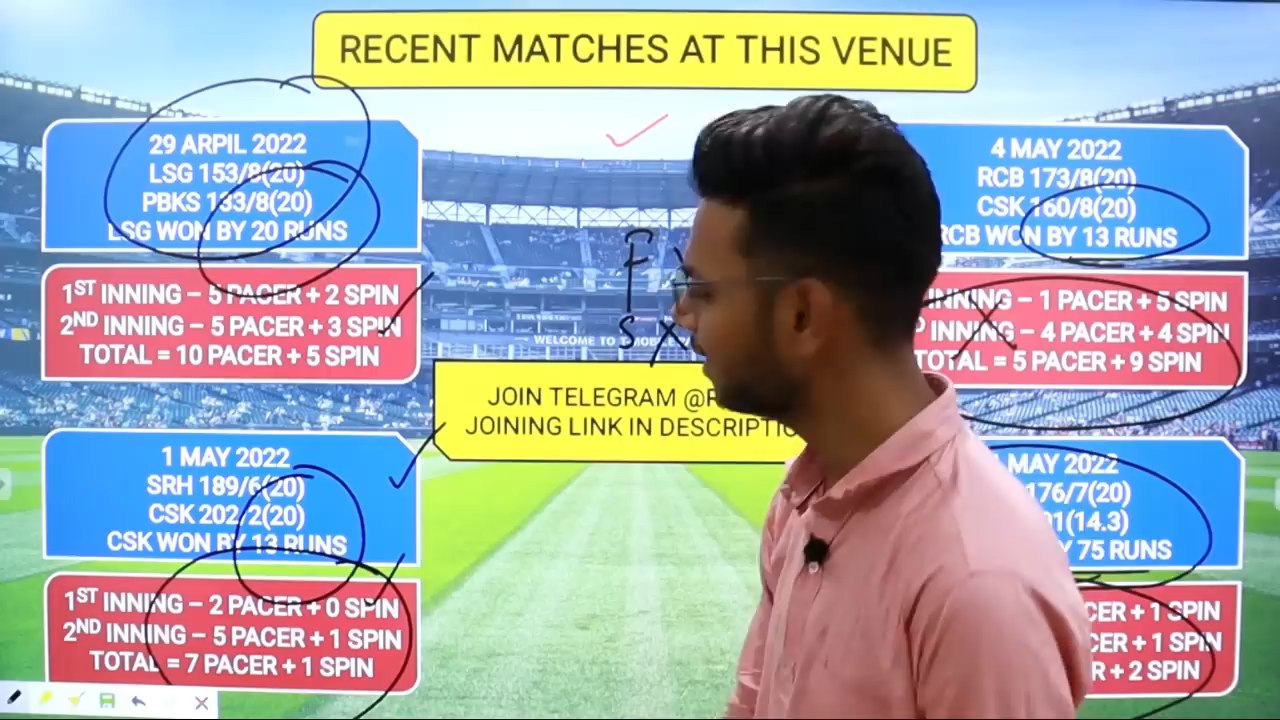 RECENT MATCHES AT THIS VENUE
29 ARPIL 2022
LSG 153/8(20)
PBKS 133/8(20)
LSG WON BY 20 RUNS
1ST INNING – 5 PACER + 2 SPIN
2ND INNING – 5 PACER + 3 SPIN
TOTAL = 10 PACER + 5 SPIN
1 MAY 2022
SRH 189/6(20)
CSK 202/2(20)
CSK WON BY 13 RUNS
1ST INNING – 2 PACER + 0 SPIN
2ND INNING – 5 PACER + 1 SPIN
TOTAL = 7 PACER + 1 SPIN
F
S X
WELCOME TO
JOIN TELEGRAM
JOINING LINK IN
4 MAY 2022
RCB 173/8(20)
CSK 160/8(20)
RCB WON BY 13 RUNS
INNING – 1 PACER + 5 SPIN
INNING – 4 PACER + 4 SPIN
TOTAL = 5 PACER + 9 SPIN
MAY 2022
176/7(20)
(14.3)
75 RUNS
+ 1 SPIN
+ 1 SPIN
+ 2 SPIN